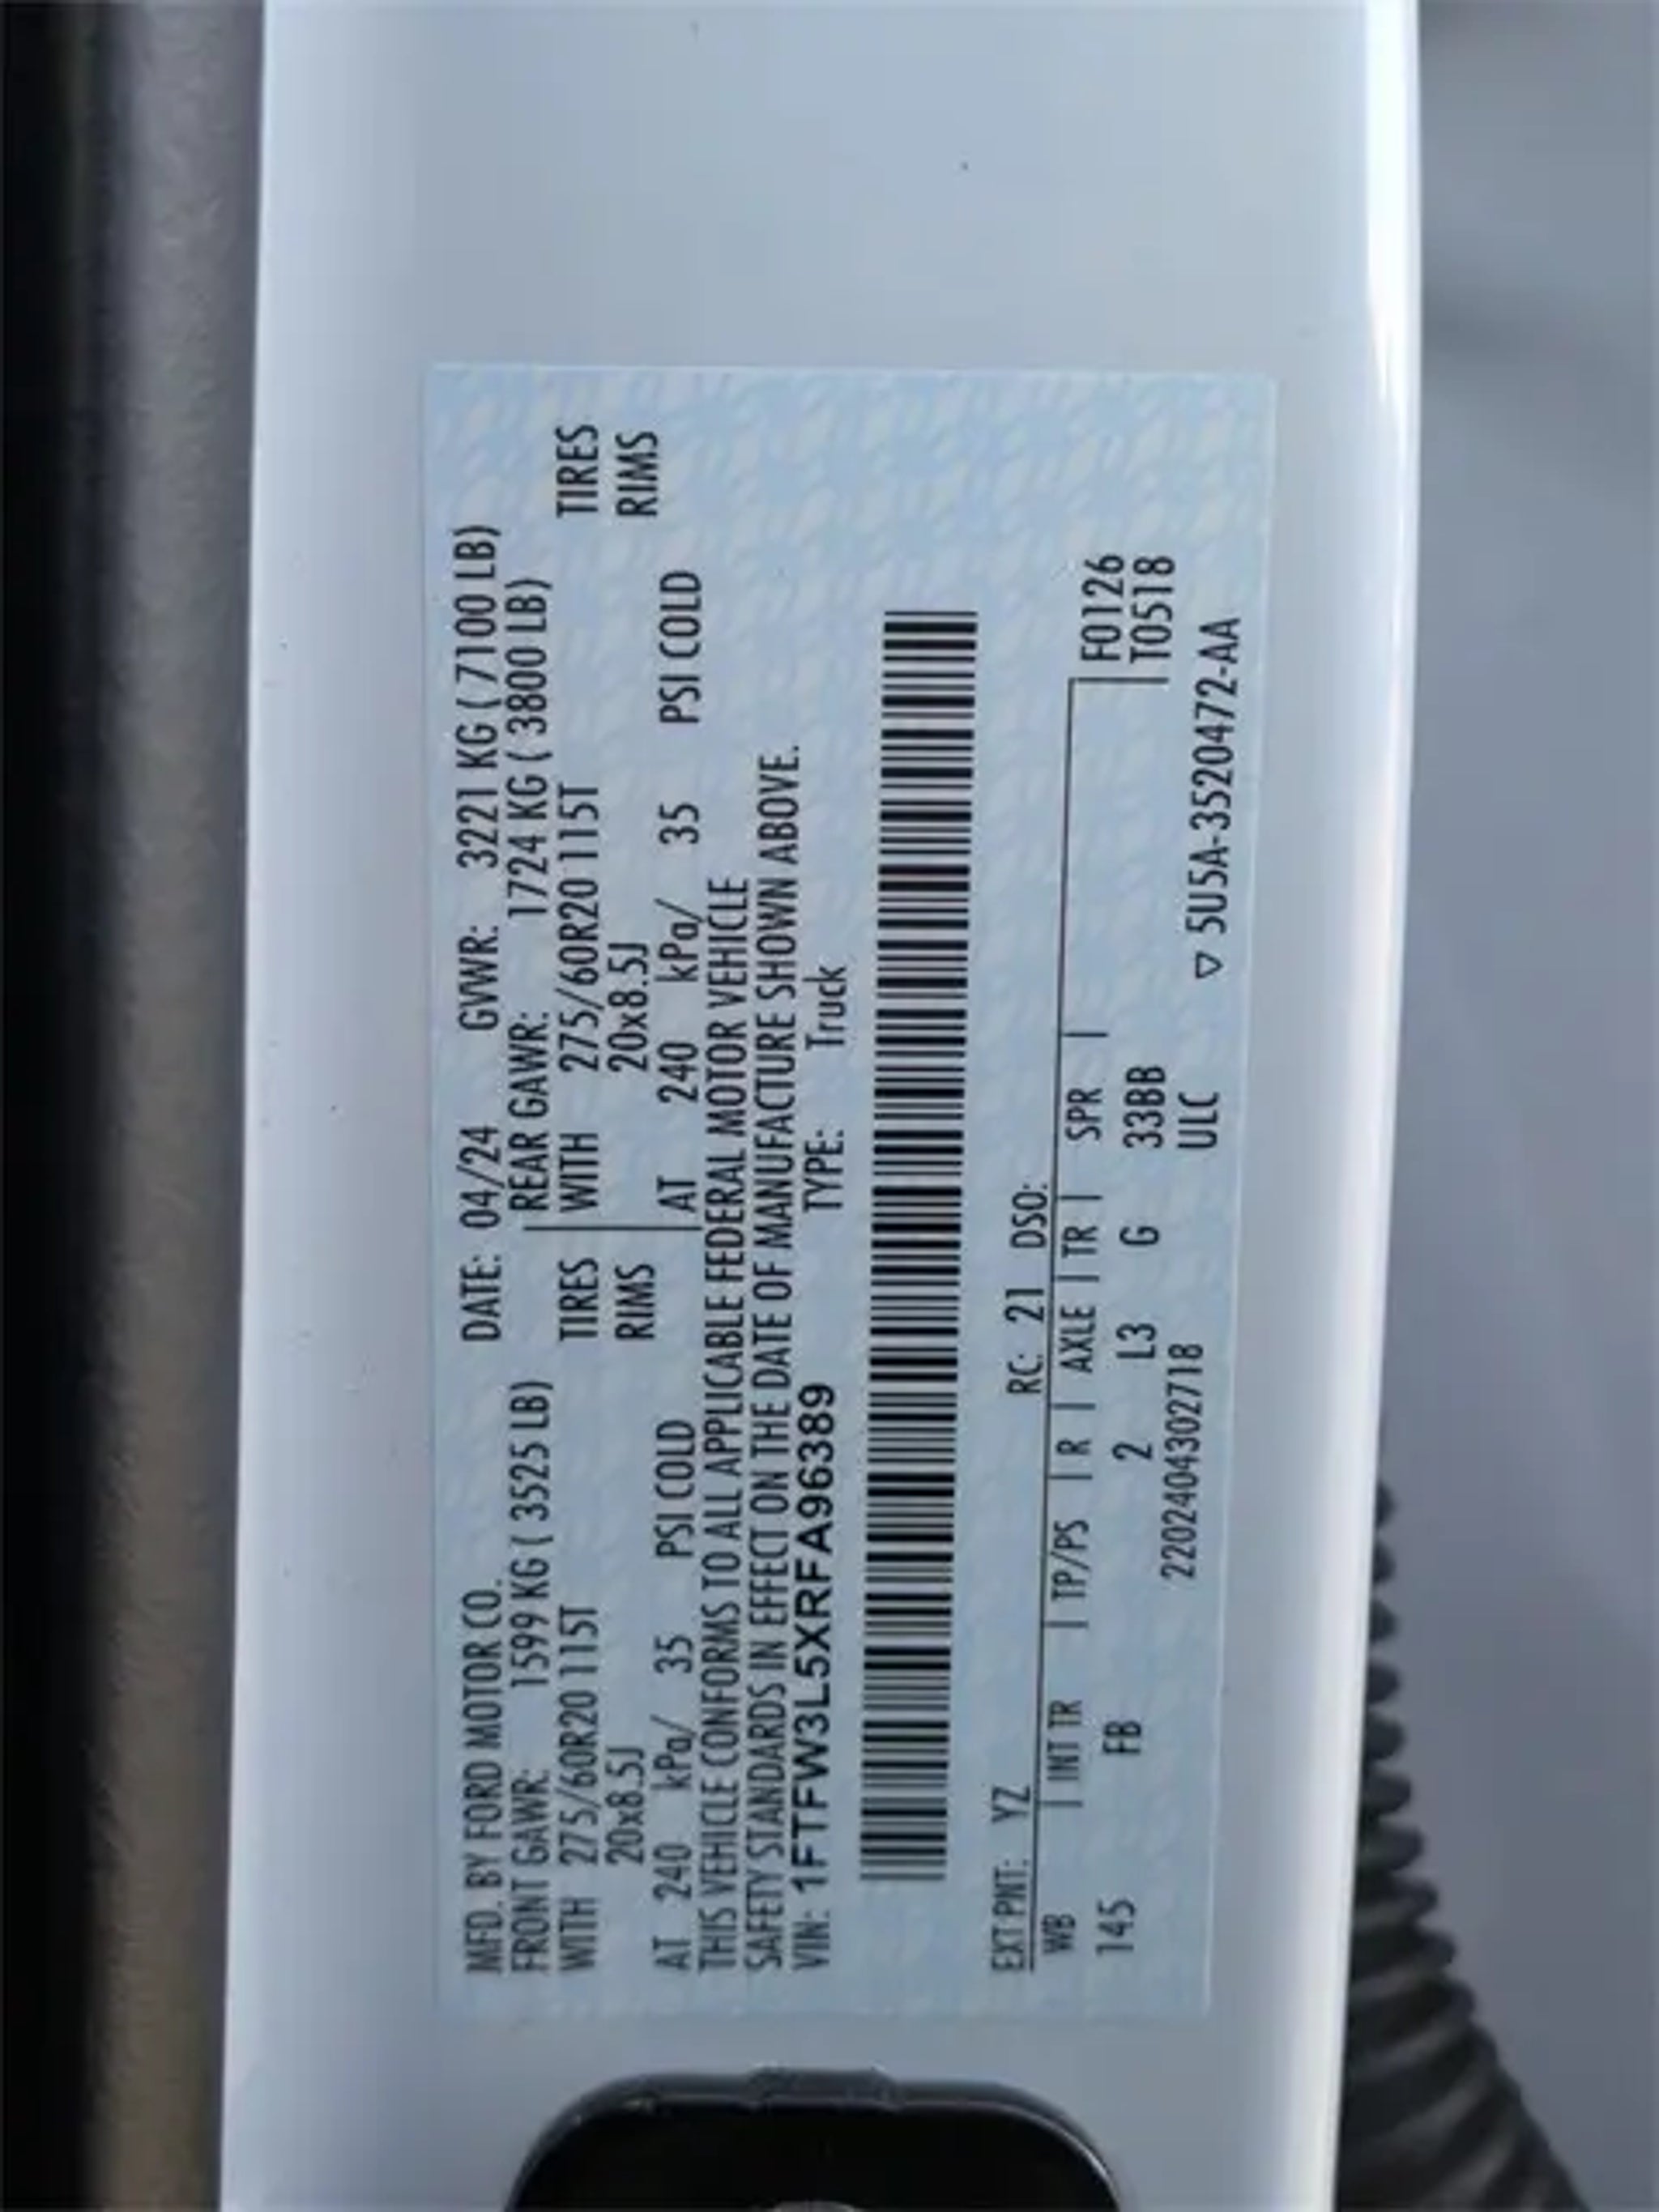 MFD. BY FORD MOTOR CO. DATE: 04/24 GVWR: 3221 KG ( 7100 LB)
FRONT GAWR: 1599 KG ( 3525 LB) REAR GAWR: 1724 KG ( 3800 LB)
WITH 275/60R20 115T TIRES WITH 275/60R20 115T TIRES
20x8.5J RIMS 20x8.5J RIMS
AT 240 kPa/ 35 PSI COLD AT 240 kPa/ 35 PSI COLD
THIS VEHICLE CONFORMS TO ALL APPLICABLE FEDERAL MOTOR VEHICLE
SAFETY STANDARDS IN EFFECT ON THE DATE OF MANUFACTURE SHOWN ABOVE.
VIN: 1FTFW3L5XRFA96389 TYPE: Truck
EXT PNT: YZ RC: 21 DSO:
WB | INT TR | TP/PS | R | AXLE | TR | SPR |
F0126
145 FB 2 L3 G 33BB T0518
2202404302718 ULC
▽ 5U5A-3520472-AA